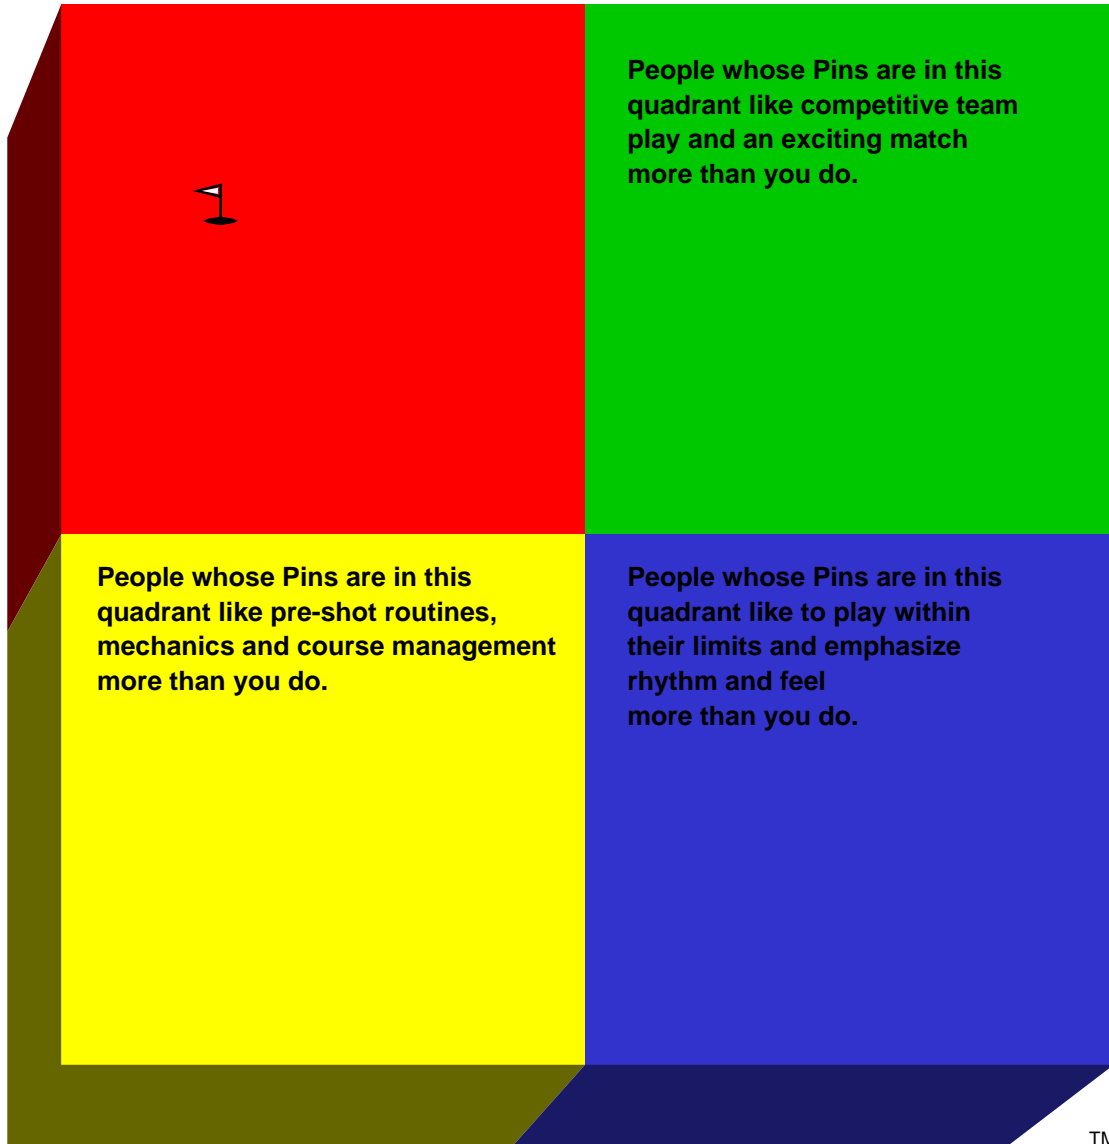 People whose Pins are in this
quadrant like competitive team
play and an exciting match
more than you do.
People whose Pins are in this
quadrant like pre-shot routines,
mechanics and course management
more than you do.
People whose Pins are in this
quadrant like to play within
their limits and emphasize
rhythm and feel
more than you do.
TM